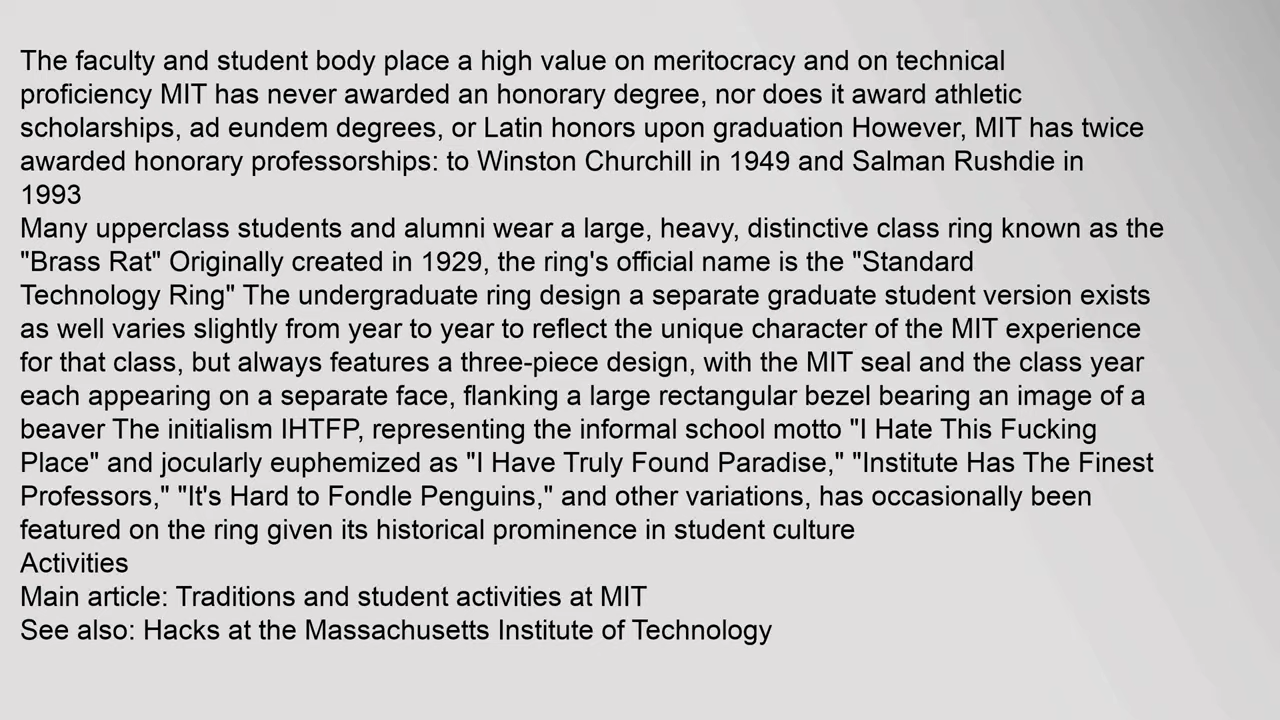 The faculty and student body place a high value on meritocracy and on technical
proficiency MIT has never awarded an honorary degree, nor does it award athletic
scholarships, ad eundem degrees, or Latin honors upon graduation However, MIT has twice
awarded honorary professorships: to Winston Churchill in 1949 and Salman Rushdie in
1993
Many upperclass students and alumni wear a large, heavy, distinctive class ring known as the
"Brass Rat" Originally created in 1929, the ring's official name is the "Standard
Technology Ring" The undergraduate ring design a separate graduate student version exists
as well varies slightly from year to year to reflect the unique character of the MIT experience
for that class, but always features a three-piece design, with the MIT seal and the class year
each appearing on a separate face, flanking a large rectangular bezel bearing an image of a
beaver The initialism IHTFP, representing the informal school motto "I Hate This Fucking
Place" and jocularly euphemized as "I Have Truly Found Paradise," "Institute Has The Finest
Professors," "It's Hard to Fondle Penguins," and other variations, has occasionally been
featured on the ring given its historical prominence in student culture
Activities
Main article: Traditions and student activities at MIT
See also: Hacks at the Massachusetts Institute of Technology